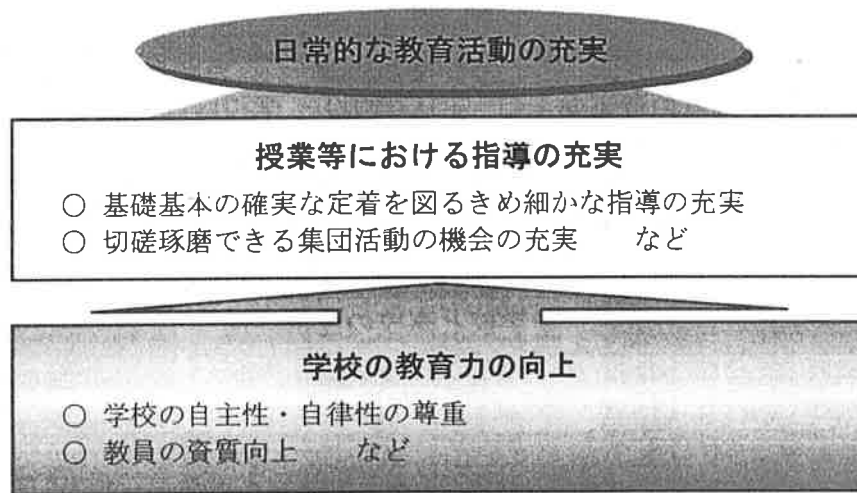 日常的な教育活動の充実
授業等における指導の充実
○ 基礎基本の確実な定着を図るきめ細かな指導の充実
○ 切磋琢磨できる集団活動の機会の充実　　など
学校の教育力の向上
○ 学校の自主性・自律性の尊重
○ 教員の資質向上　　など